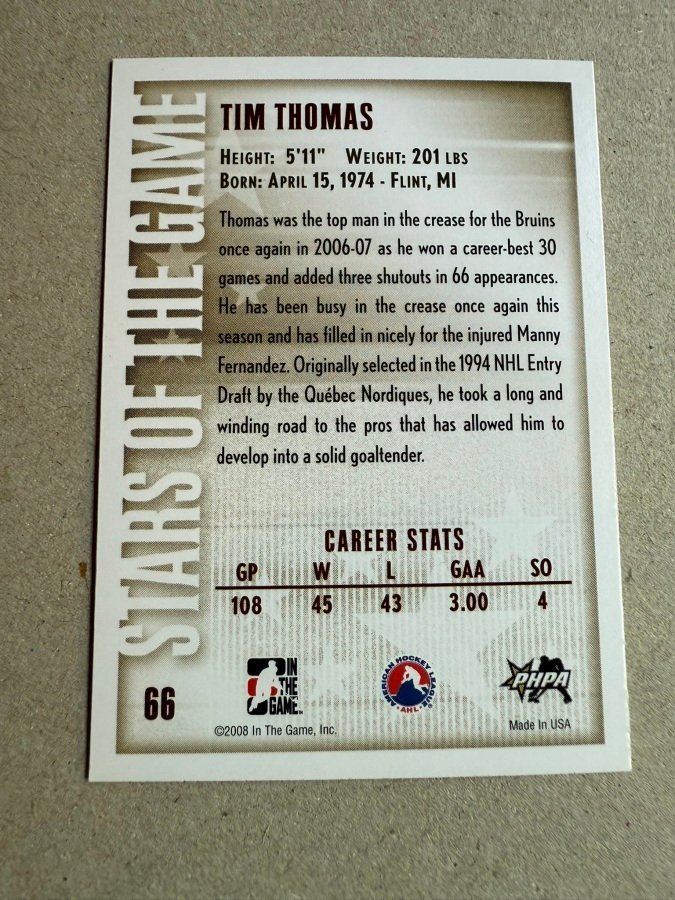 STARS OF THE GAME
TIM THOMAS
HEIGHT: 5'11" WEIGHT: 201 LBS
BORN: APRIL 15, 1974 - FLINT, MI
Thomas was the top man in the crease for the Bruins
once again in 2006-07 as he won a career-best 30
games and added three shutouts in 66 appearances.
He has been busy in the crease once again this
season and has filled in nicely for the injured Manny
Fernandez. Originally selected in the 1994 NHL Entry
Draft by the Québec Nordiques, he took a long and
winding road to the pros that has allowed him to
develop into a solid goaltender.
CAREER STATS
GP W L GAA SO
108 45 43 3.00 4
66
IN
THE
GAME
AMERICAN HOCKEY LEAGUE
AHL
PHPA
©2008 In The Game, Inc.
Made In USA